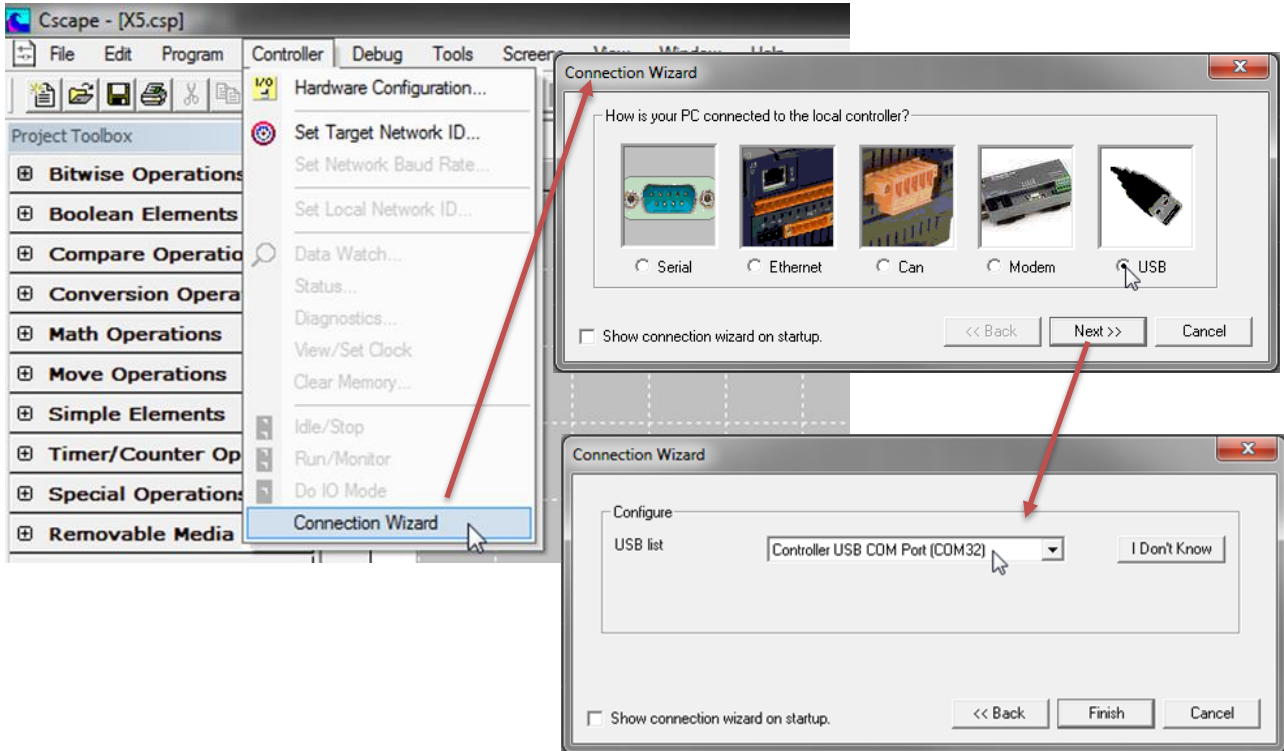 Cscape - [X5.csp]
File Edit Program Controller Debug Tools Screens View Window Help
I/O Hardware Configuration...
Set Target Network ID...
Set Network Baud Rate...
Set Local Network ID...
Data Watch...
Status...
Diagnostics...
View/Set Clock
Clear Memory...
Idle/Stop
Run/Monitor
Do IO Mode
Connection Wizard
Project Toolbox
Bitwise Operations
Boolean Elements
Compare Operatio
Conversion Opera
Math Operations
Move Operations
Simple Elements
Timer/Counter Op
Special Operations
Removable Media
Connection Wizard
How is your PC connected to the local controller?
Serial Ethernet Can Modem USB
Show connection wizard on startup.
<< Back Next >> Cancel
Connection Wizard
Configure
USB list Controller USB COM Port (COM32) I Don't Know
Show connection wizard on startup.
<< Back Finish Cancel